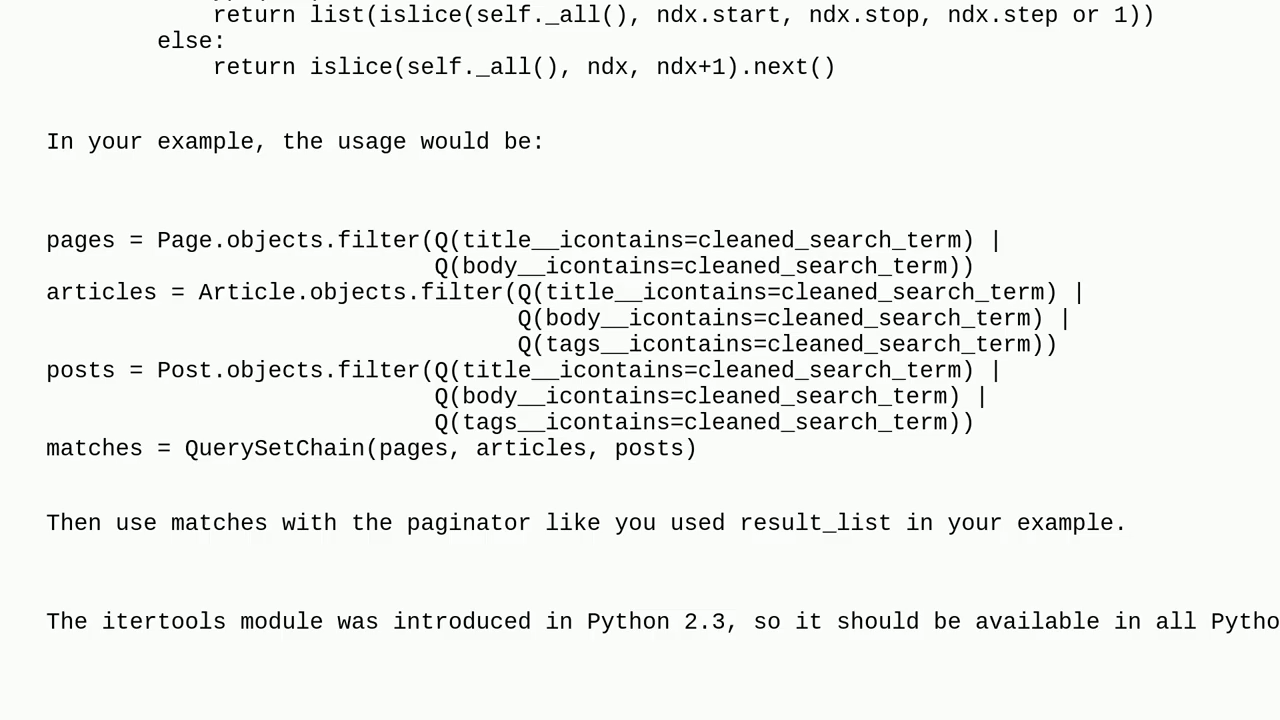 return list(islice(self._all(), ndx.start, ndx.stop, ndx.step or 1))
else:
return islice(self._all(), ndx, ndx+1).next()
In your example, the usage would be:
pages = Page.objects.filter(Q(title__icontains=cleaned_search_term) |
Q(body__icontains=cleaned_search_term))
articles = Article.objects.filter(Q(title__icontains=cleaned_search_term) |
Q(body__icontains=cleaned_search_term) |
Q(tags__icontains=cleaned_search_term))
posts = Post.objects.filter(Q(title__icontains=cleaned_search_term) |
Q(body__icontains=cleaned_search_term) |
Q(tags__icontains=cleaned_search_term))
matches = QuerySetChain(pages, articles, posts)
Then use matches with the paginator like you used result_list in your example.
The itertools module was introduced in Python 2.3, so it should be available in all Pytho